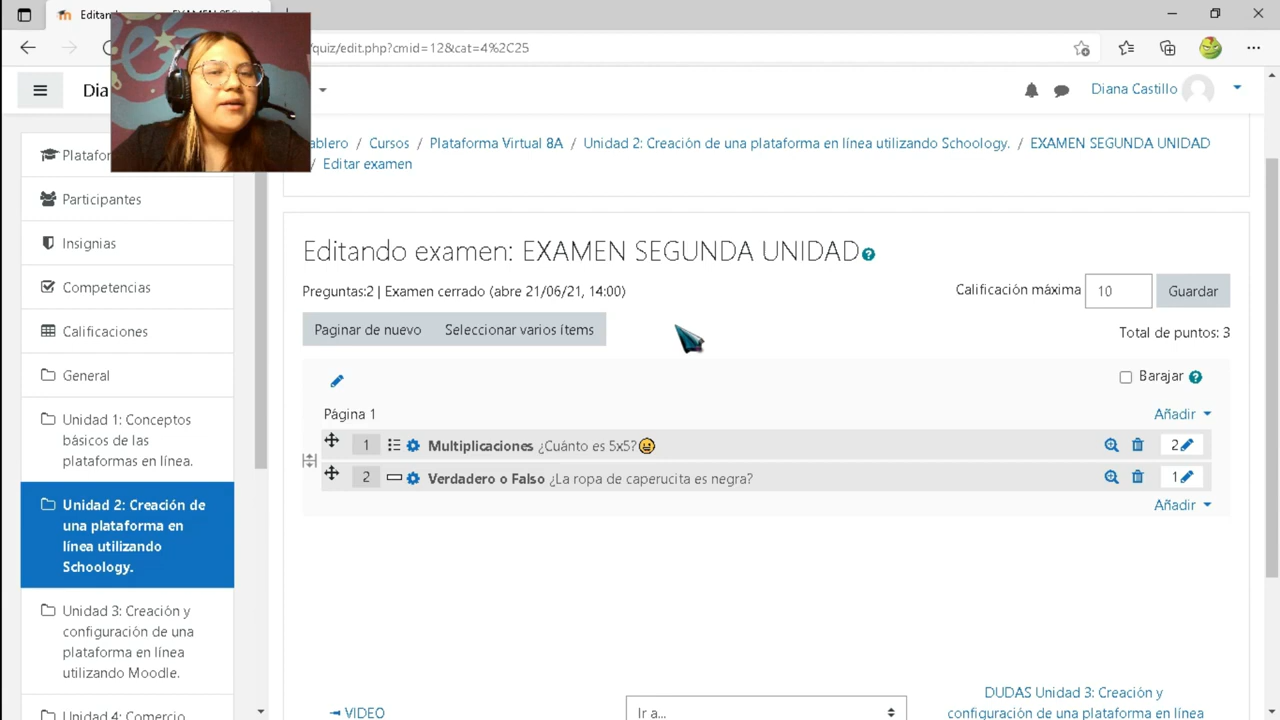 Editan
/quiz/edit.php?cmid=12&cat=4%2C25
Dia
Diana Castillo
ablero / Cursos / Plataforma Virtual 8A / Unidad 2: Creación de una plataforma en línea utilizando Schoology. / EXAMEN SEGUNDA UNIDAD
/ Editar examen
Platafor
Participantes
Insignias
Competencias
Calificaciones
General
Unidad 1: Conceptos
básicos de las
plataformas en línea.
Unidad 2: Creación de
una plataforma en
línea utilizando
Schoology.
Unidad 3: Creación y
configuración de una
plataforma en línea
utilizando Moodle.
Unidad 4: Comercio
Editando examen: EXAMEN SEGUNDA UNIDAD
Preguntas:2 | Examen cerrado (abre 21/06/21, 14:00)
Calificación máxima 10 Guardar
Paginar de nuevo Seleccionar varios ítems
Total de puntos: 3
Barajar
Página 1 Añadir
1 Multiplicaciones ¿Cuánto es 5x5? 2
2 Verdadero o Falso ¿La ropa de caperucita es negra? 1
Añadir
◄ VIDEO
Ir a...
DUDAS Unidad 3: Creación y
configuración de una plataforma en línea